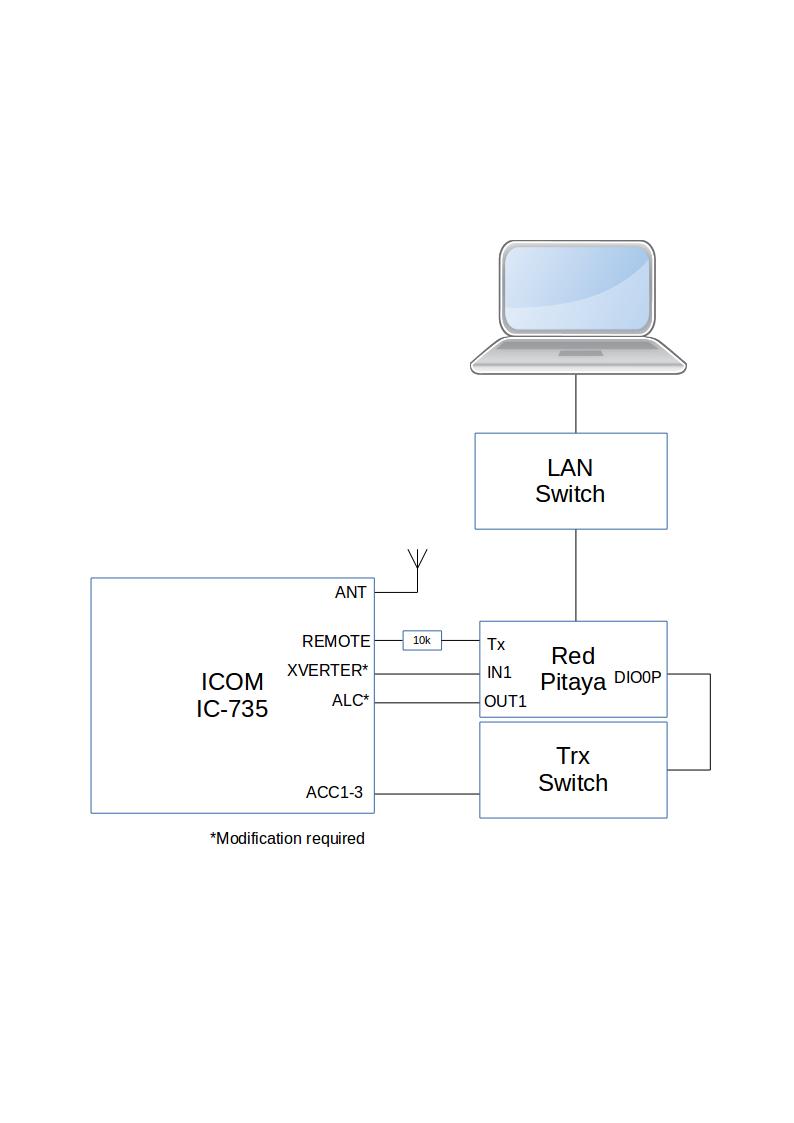 LAN
Switch
ANT
REMOTE
10k
Tx
XVERTER*
IN1
ALC*
OUT1
ICOM
IC-735
Red
Pitaya
DIO0P
Trx
Switch
ACC1-3
*Modification required